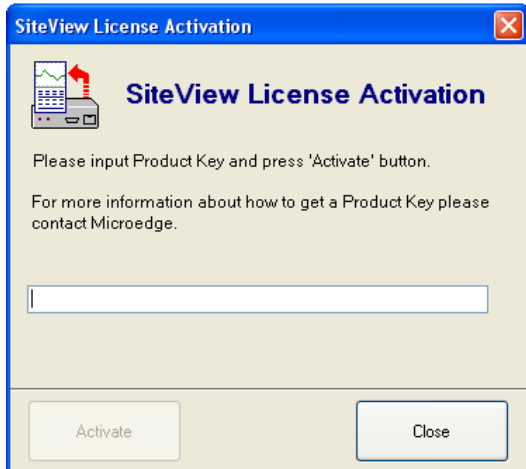 SiteView License Activation
SiteView License Activation
Please input Product Key and press 'Activate' button.
For more information about how to get a Product Key please
contact Microedge.
Activate
Close